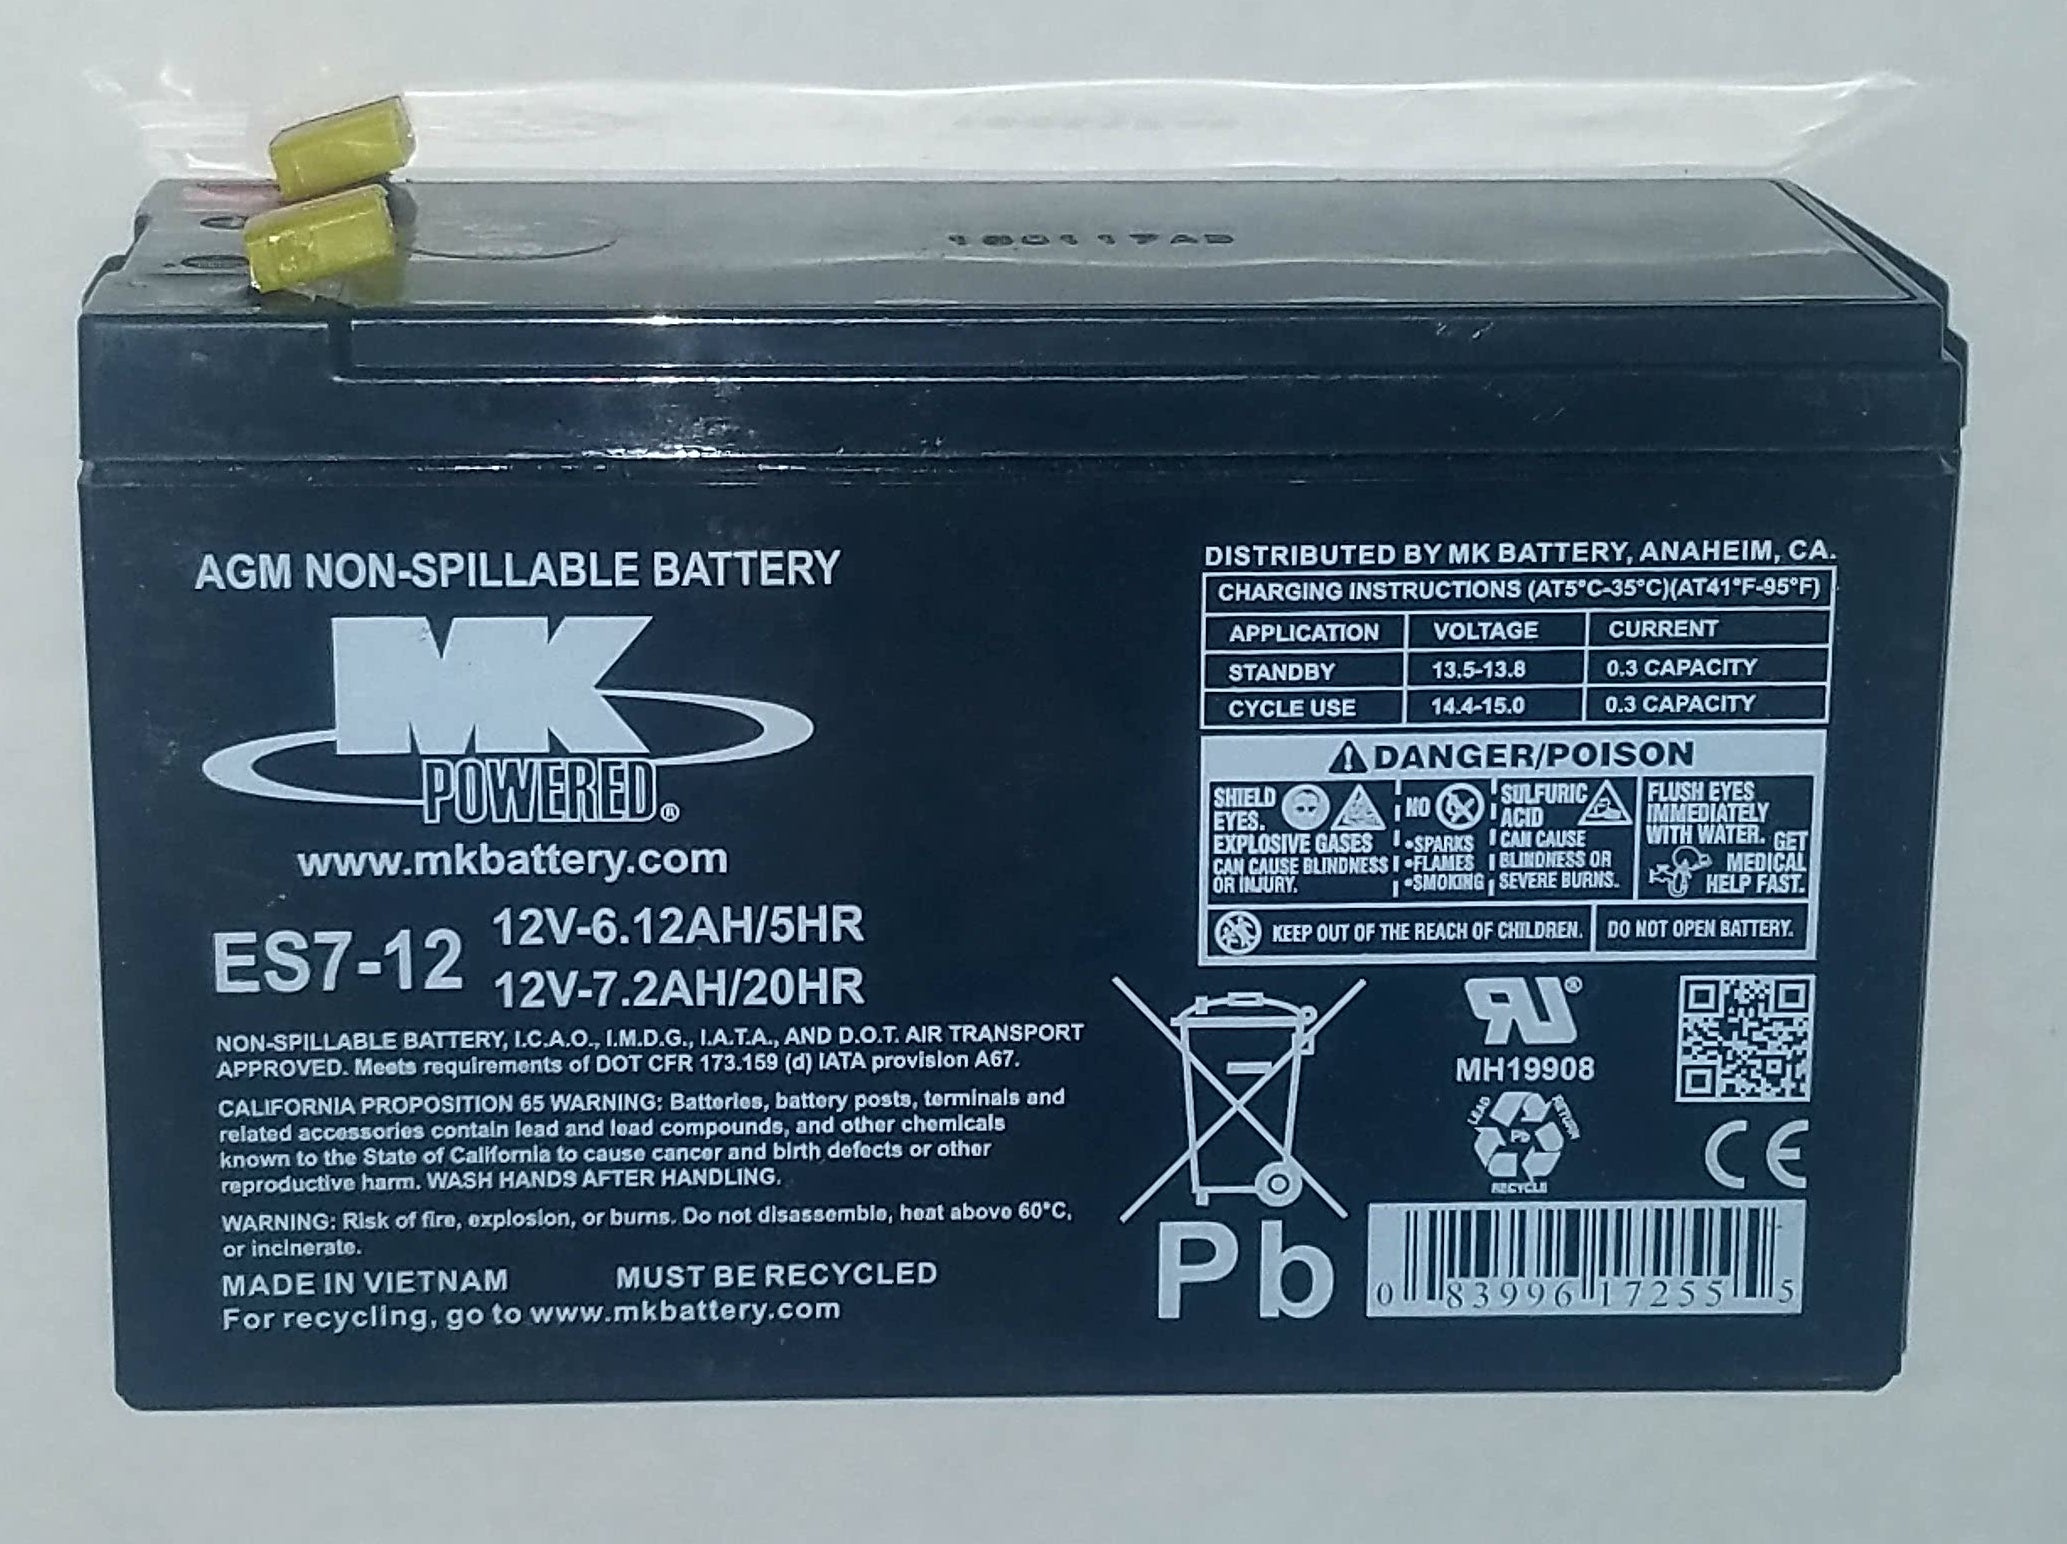 180117AB
AGM NON-SPILLABLE BATTERY
MK
POWERED®
www.mkbattery.com
ES7-12
12V-6.12AH/5HR
12V-7.2AH/20HR
NON-SPILLABLE BATTERY, I.C.A.O., I.M.D.G., I.A.T.A., AND D.O.T. AIR TRANSPORT
APPROVED. Meets requirements of DOT CFR 173.159 (d) IATA provision A67.
CALIFORNIA PROPOSITION 65 WARNING: Batteries, battery posts, terminals and
related accessories contain lead and lead compounds, and other chemicals
known to the State of California to cause cancer and birth defects or other
reproductive harm. WASH HANDS AFTER HANDLING.
WARNING: Risk of fire, explosion, or burns. Do not disassemble, heat above 60°C,
or incinerate.
MADE IN VIETNAM MUST BE RECYCLED
For recycling, go to www.mkbattery.com
DISTRIBUTED BY MK BATTERY, ANAHEIM, CA.
CHARGING INSTRUCTIONS (AT5°C-35°C)(AT41°F-95°F)
APPLICATION VOLTAGE CURRENT
STANDBY 13.5-13.8 0.3 CAPACITY
CYCLE USE 14.4-15.0 0.3 CAPACITY
DANGER/POISON
SHIELD
EYES.
EXPLOSIVE GASES
CAN CAUSE BLINDNESS
OR INJURY.
NO
•SPARKS
•FLAMES
•SMOKING
SULFURIC
ACID
CAN CAUSE
BLINDNESS OR
SEVERE BURNS.
FLUSH EYES
IMMEDIATELY
WITH WATER. GET
MEDICAL
HELP FAST.
KEEP OUT OF THE REACH OF CHILDREN. DO NOT OPEN BATTERY.
Pb
RU®
MH19908
LEAD RETURN
Pb
RECYCLE
CE
0 83996 17255 5